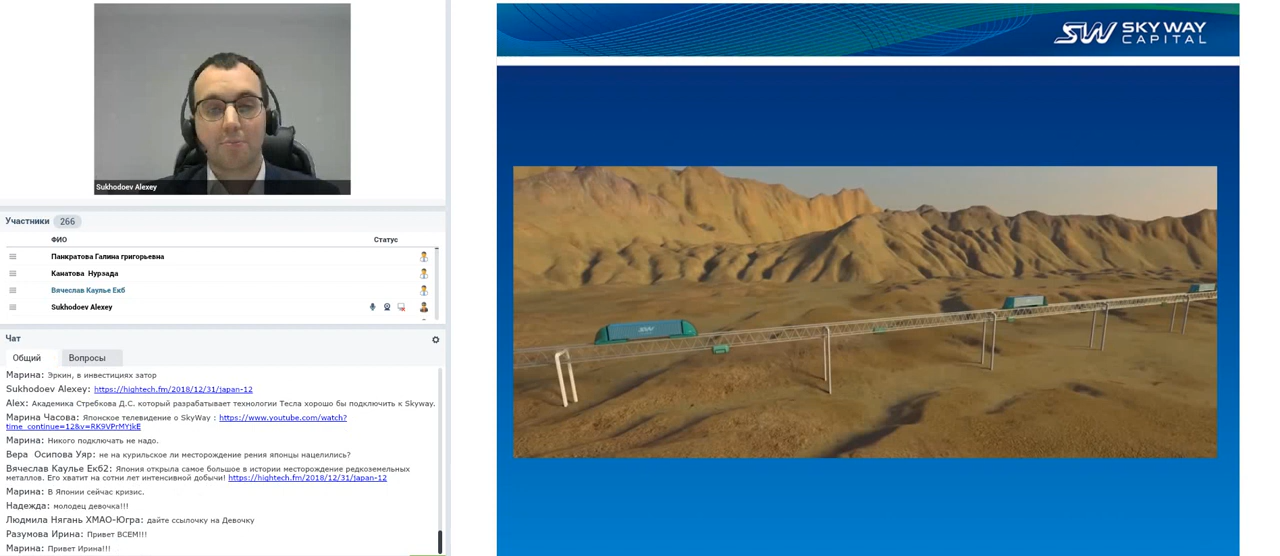 SW SKY WAY
CAPITAL
Sukhodoev Alexey
Участники 266
ФИО Статус
Панкратова Галина григорьевна
Канатова Нурзада
Вячеслав Каулье Екб
Sukhodoev Alexey
Чат
Общий Вопросы
Марина: Эркин, в инвестициях затор
Sukhodoev Alexey: https://hightech.fm/2018/12/31/japan-12
Alex: Академика Стребкова Д.С. который разрабатывает технологии Тесла хорошо бы подключить к Skyway.
Марина Часова: Японское телевидение о SkyWay : https://www.youtube.com/watch?
time_continue=12&v=RK9VPrMYJkE
Марина: Никого подключать не надо.
Вера Осипова Уяр: не на курильское ли месторождение рения японцы нацелились?
Вячеслав Каулье Екб2: Япония открыла самое большое в истории месторождение редкоземельных
металлов. Его хватит на сотни лет интенсивной добычи! https://hightech.fm/2018/12/31/japan-12
Марина: В Японии сейчас кризис.
Надежда: молодец девочка!!!
Людмила Нягань ХМАО-Югра: дайте ссылочку на Девочку
Разумова Ирина: Привет ВСЕМ!!!
Марина: Привет Ирина!!!
SW